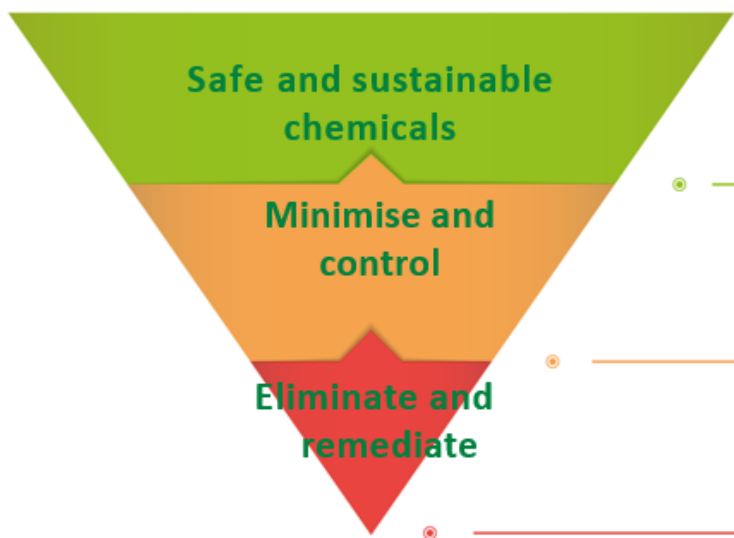 Safe and sustainable
chemicals
Minimise and
control
Eliminate and
remediate